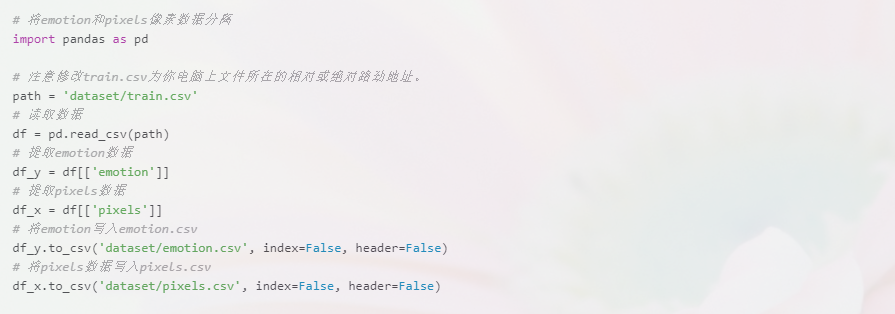 # 将emotion和pixels像素数据分离
import pandas as pd
# 注意修改train.csv为你电脑上文件所在的相对或绝对路劲地址。
path = 'dataset/train.csv'
# 读取数据
df = pd.read_csv(path)
# 提取emotion数据
df_y = df[['emotion']]
# 提取pixels数据
df_x = df[['pixels']]
# 将emotion写入emotion.csv
df_y.to_csv('dataset/emotion.csv', index=False, header=False)
# 将pixels数据写入pixels.csv
df_x.to_csv('dataset/pixels.csv', index=False, header=False)